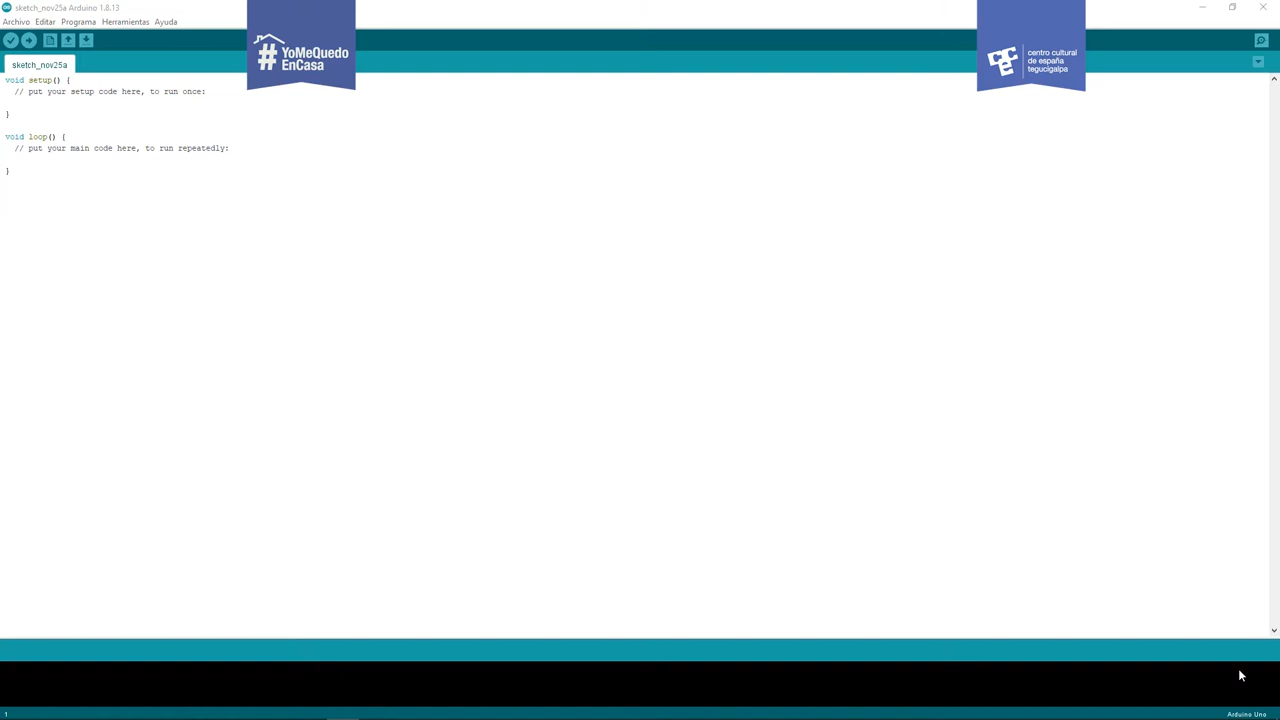 sketch_nov25a Arduino 1.8.13
Archivo Editar Programa Herramientas Ayuda
# YoMeQuedo
EnCasa
centro cultural
de españa
tegucigalpa
sketch_nov25a
void setup() {
// put your setup code here, to run once:
}
void loop() {
// put your main code here, to run repeatedly:
}
1
Arduino Uno